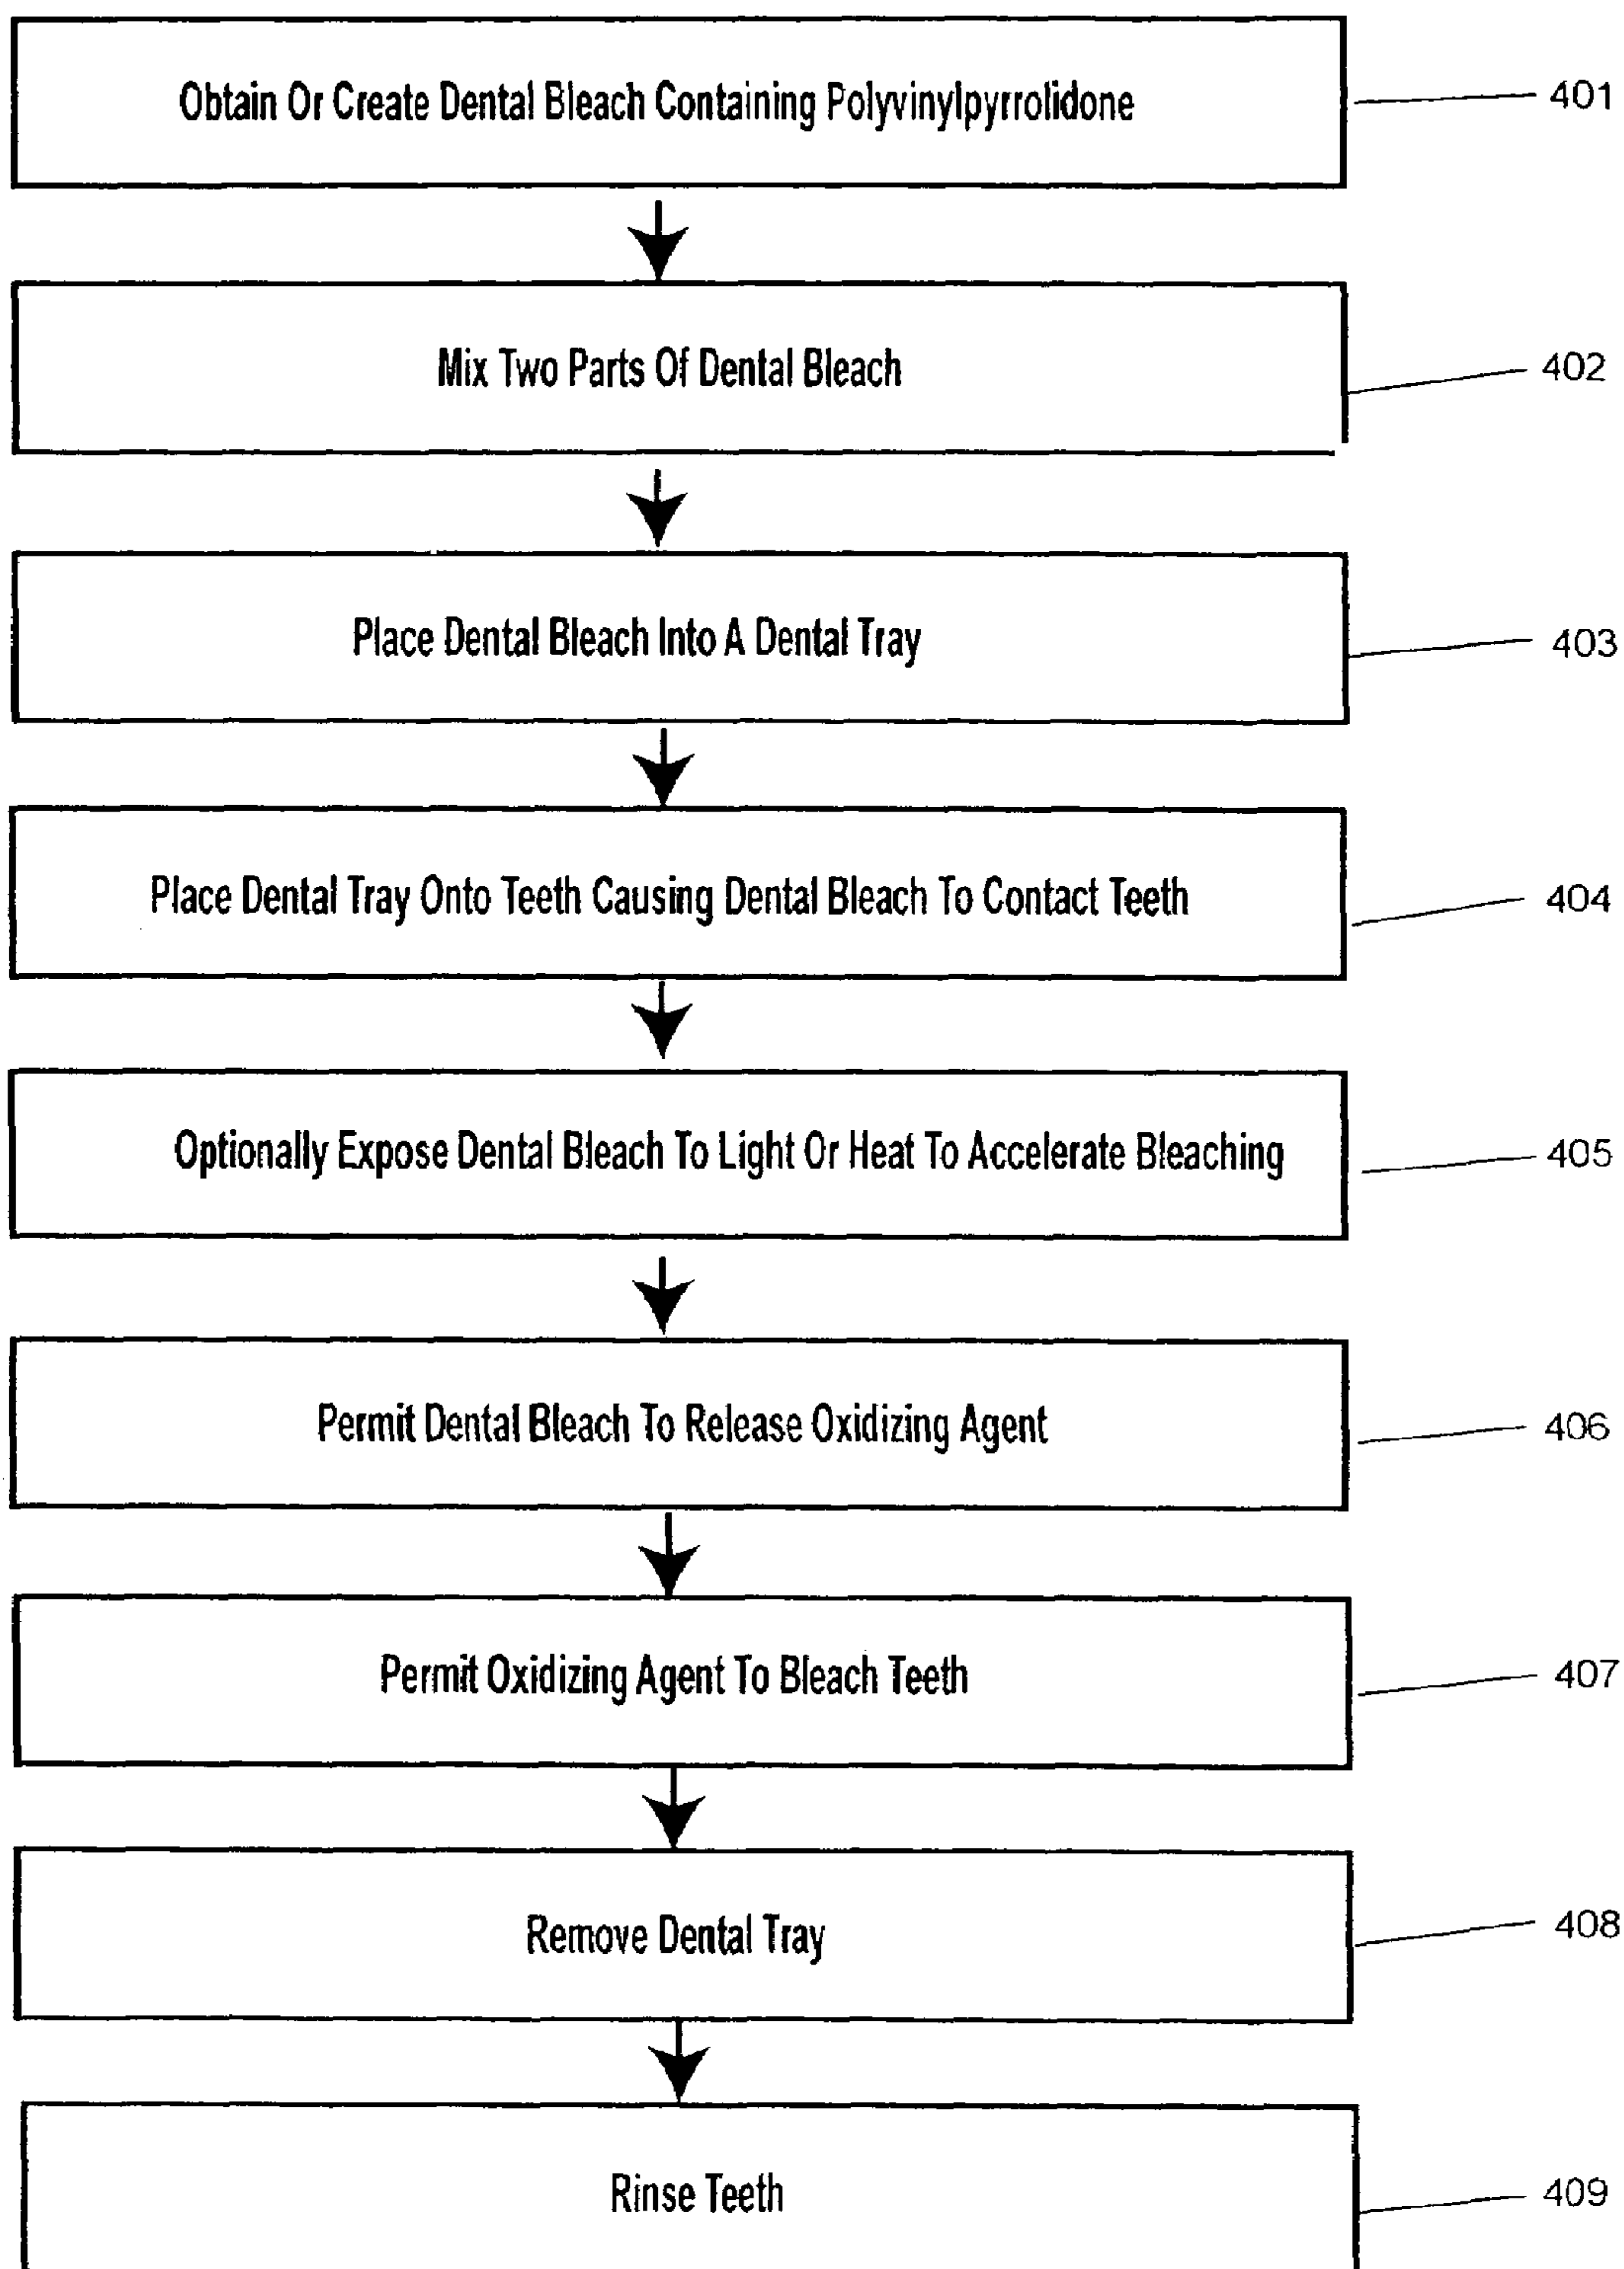 Obtain Or Create Dental Bleach Containing Polyvinylpyrrolidone
401
Mix Two Parts Of Dental Bleach
402
Place Dental Bleach Into A Dental Tray
403
Place Dental Tray Onto Teeth Causing Dental Bleach To Contact Teeth
404
Optionally Expose Dental Bleach To Light Or Heat To Accelerate Bleaching
405
Permit Dental Bleach To Release Oxidizing Agent
406
Permit Oxidizing Agent To Bleach Teeth
407
Remove Dental Tray
408
Rinse Teeth
409